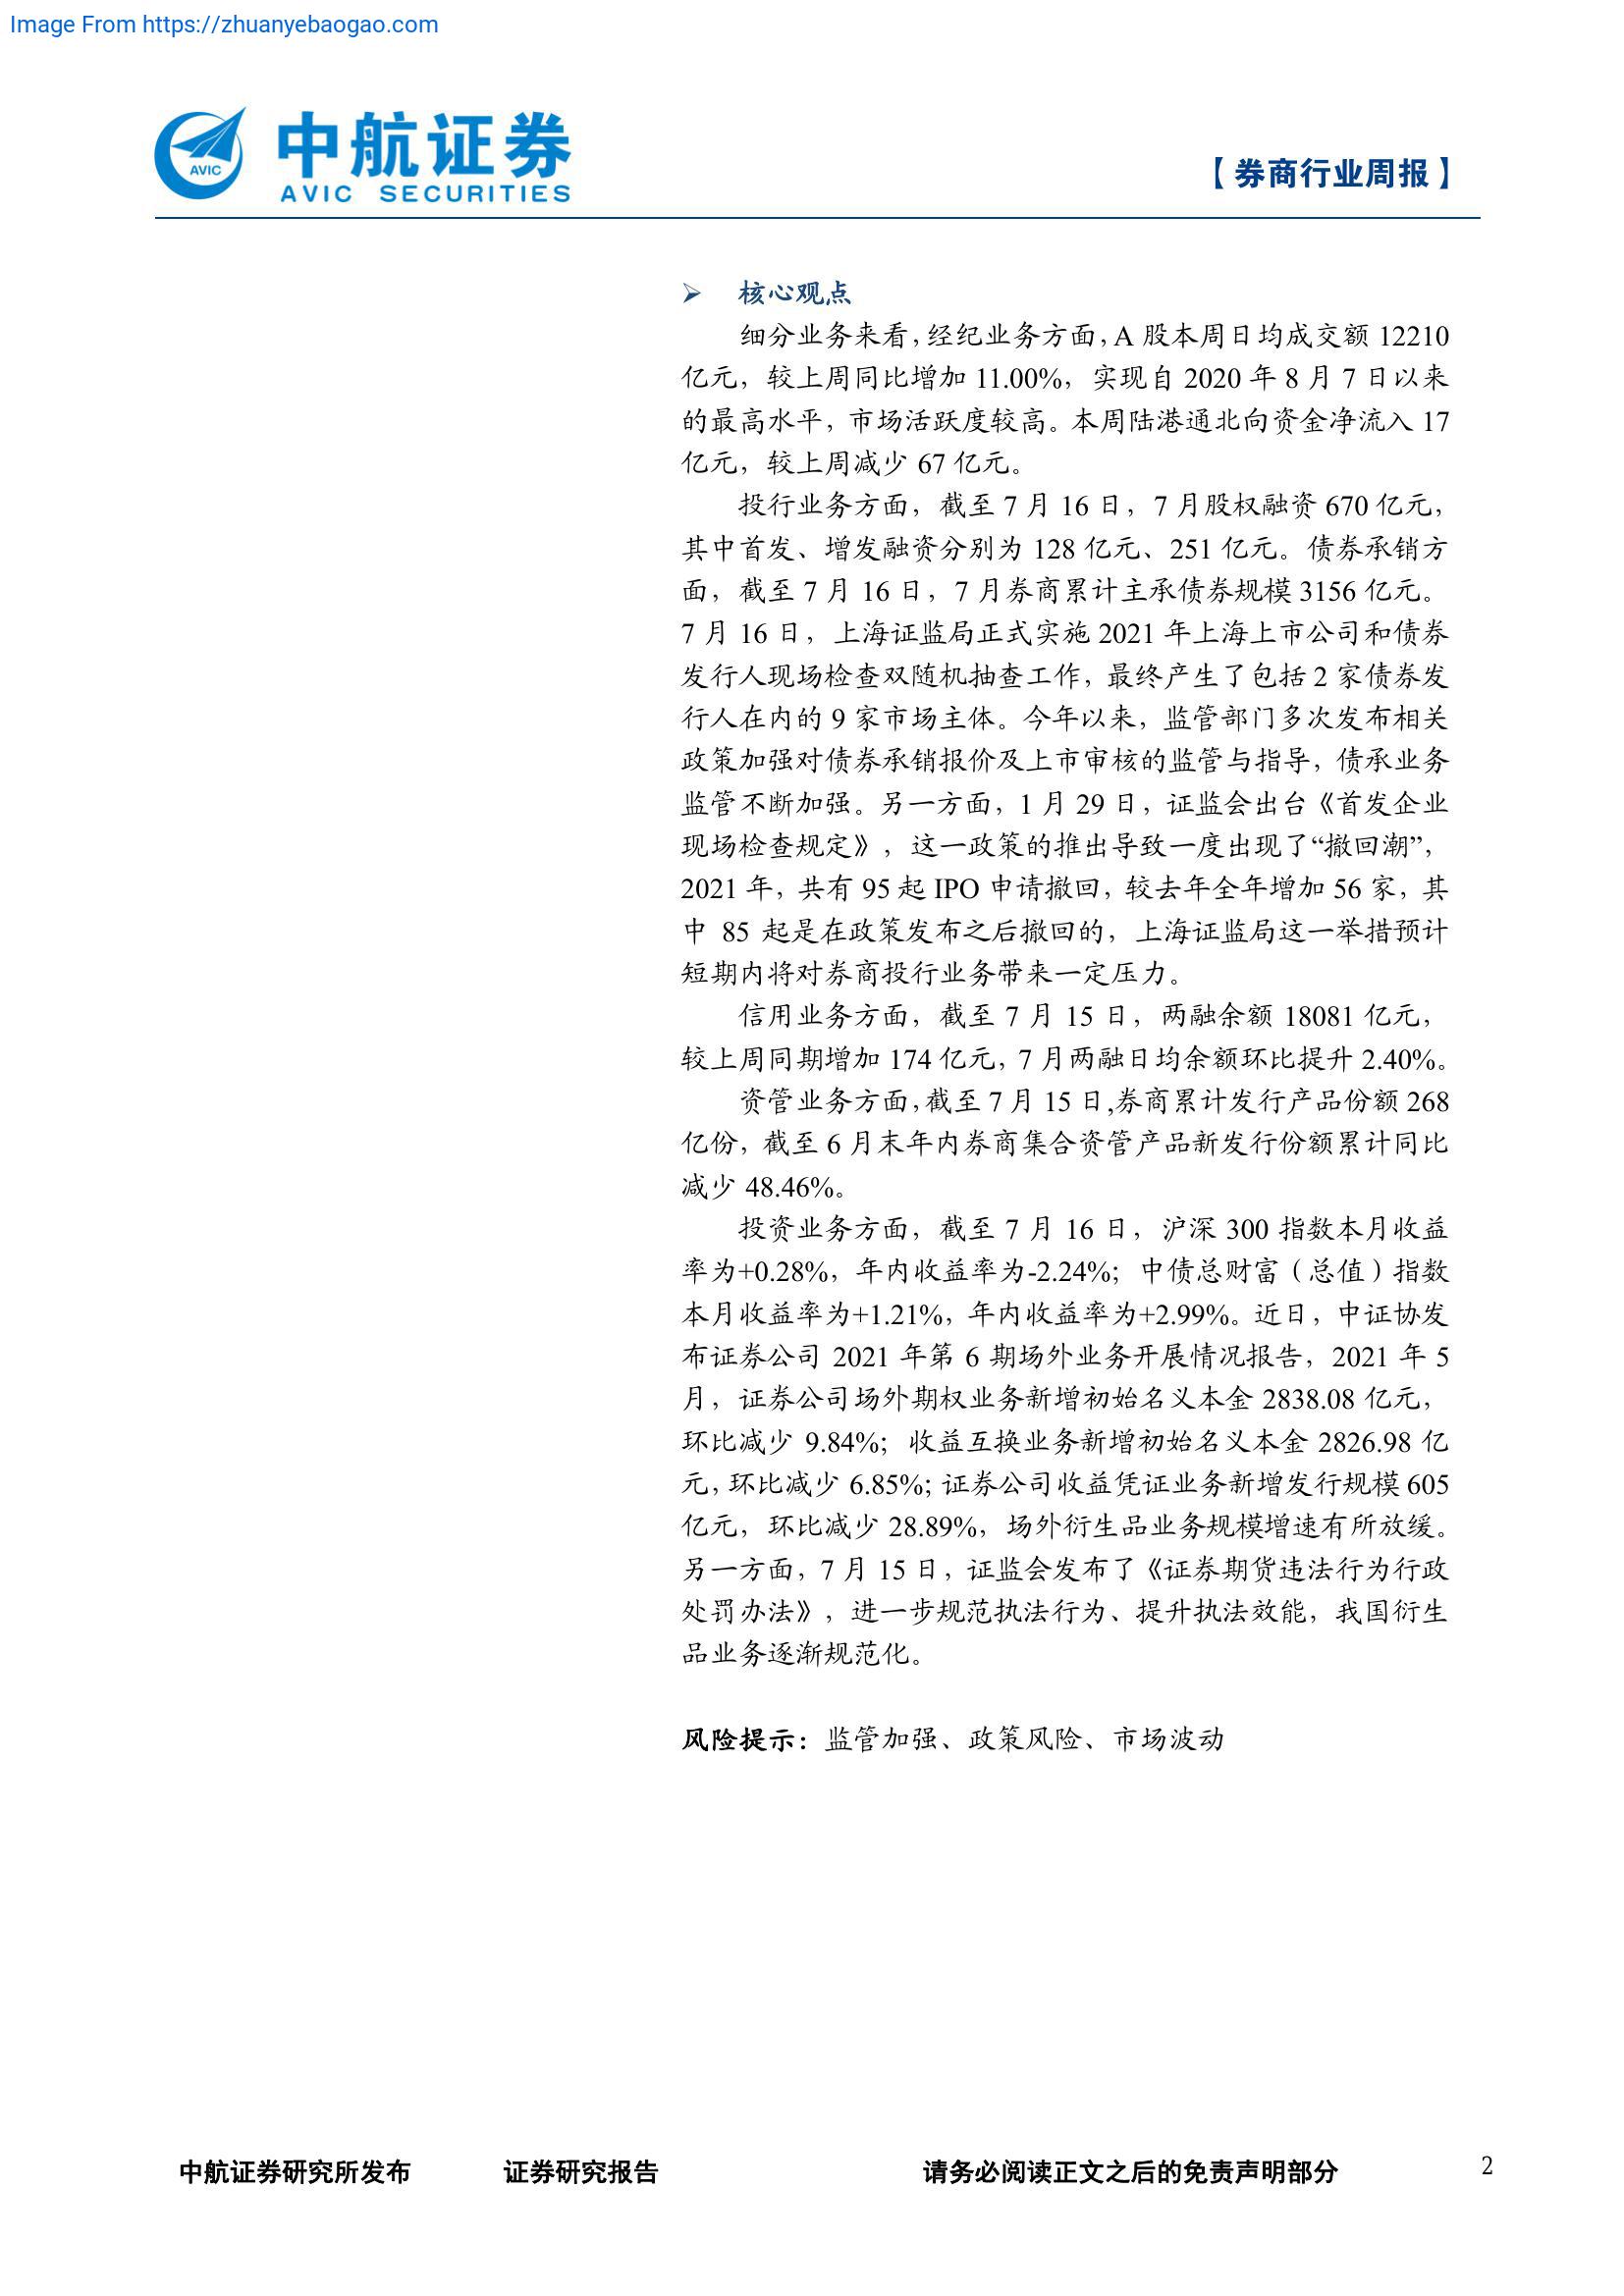 Image From https://zhuanyebaogao.com
AVIC
中航证券
AVIC SECURITIES
【券商行业周报】
➢ 核心观点
细分业务来看，经纪业务方面，A 股本周日均成交额 12210
亿元，较上周同比增加 11.00%，实现自 2020 年 8 月 7 日以来
的最高水平，市场活跃度较高。本周陆港通北向资金净流入 17
亿元，较上周减少 67 亿元。
投行业务方面，截至 7 月 16 日，7 月股权融资 670 亿元，
其中首发、增发融资分别为 128 亿元、251 亿元。债券承销方
面，截至 7 月 16 日，7 月券商累计主承债券规模 3156 亿元。
7 月 16 日，上海证监局正式实施 2021 年上海上市公司和债券
发行人现场检查双随机抽查工作，最终产生了包括 2 家债券发
行人在内的 9 家市场主体。今年以来，监管部门多次发布相关
政策加强对债券承销报价及上市审核的监管与指导，债承业务
监管不断加强。另一方面，1 月 29 日，证监会出台《首发企业
现场检查规定》，这一政策的推出导致一度出现了“撤回潮”，
2021 年，共有 95 起 IPO 申请撤回，较去年全年增加 56 家，其
中 85 起是在政策发布之后撤回的，上海证监局这一举措预计
短期内将对券商投行业务带来一定压力。
信用业务方面，截至 7 月 15 日，两融余额 18081 亿元，
较上周同期增加 174 亿元，7 月两融日均余额环比提升 2.40%。
资管业务方面，截至 7 月 15 日,券商累计发行产品份额 268
亿份，截至 6 月末年内券商集合资管产品新发行份额累计同比
减少 48.46%。
投资业务方面，截至 7 月 16 日，沪深 300 指数本月收益
率为+0.28%，年内收益率为-2.24%；中债总财富（总值）指数
本月收益率为+1.21%，年内收益率为+2.99%。近日，中证协发
布证券公司 2021 年第 6 期场外业务开展情况报告，2021 年 5
月，证券公司场外期权业务新增初始名义本金 2838.08 亿元，
环比减少 9.84%；收益互换业务新增初始名义本金 2826.98 亿
元，环比减少 6.85%；证券公司收益凭证业务新增发行规模 605
亿元，环比减少 28.89%，场外衍生品业务规模增速有所放缓。
另一方面，7 月 15 日，证监会发布了《证券期货违法行为行政
处罚办法》，进一步规范执法行为、提升执法效能，我国衍生
品业务逐渐规范化。
风险提示：监管加强、政策风险、市场波动
中航证券研究所发布 证券研究报告 请务必阅读正文之后的免责声明部分 2